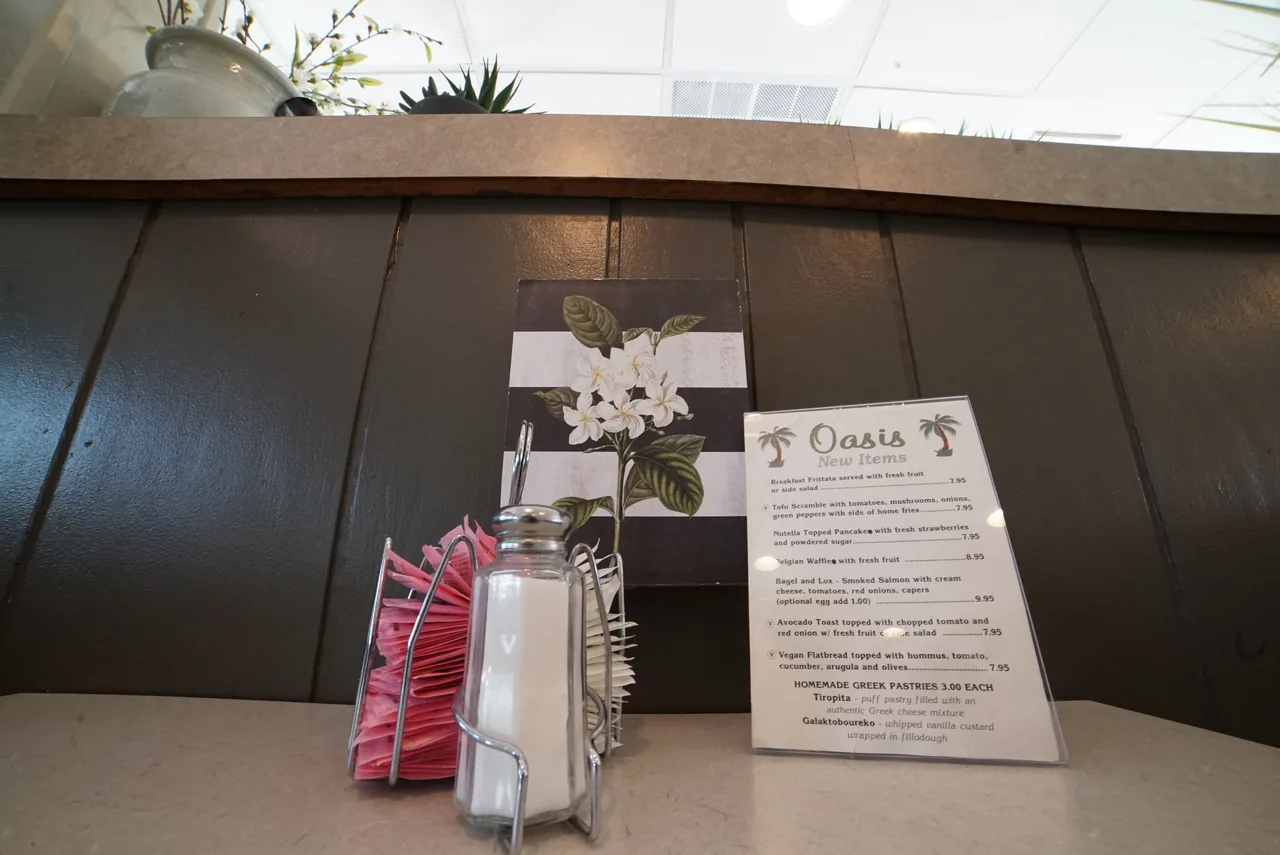 Oasis
New Items
Breakfast Frittata served with fresh fruit
or side salad ........................................7.95
V Tofu Scramble with tomatoes, mushrooms, onions,
green peppers with side of home fries............7.95
Nutella Topped Pancake with fresh strawberries
and powdered sugar.................................7.95
Belgian Waffle with fresh fruit ......................8.95
Bagel and Lox - Smoked Salmon with cream
cheese, tomatoes, red onions, capers
(optional egg add 1.00) ...........................9.95
V Avocado Toast topped with chopped tomato and
red onion w/ fresh fruit side salad ............7.95
V Vegan Flatbread topped with hummus, tomato,
cucumber, arugula and olives........................7.95
HOMEMADE GREEK PASTRIES 3.00 EACH
Tiropita - puff pastry filled with an
authentic Greek cheese mixture
Galaktoboureko - whipped vanilla custard
wrapped in fillodough